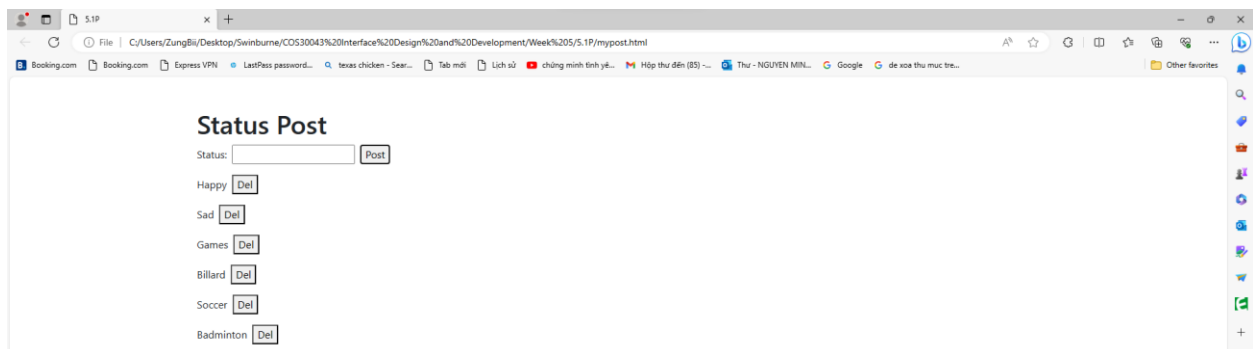 5.1P
File | C:/Users/ZungBii/Desktop/Swinburne/COS30043%20Interface%20Design%20and%20Development/Week%205/5.1P/mypost.html
Booking.com Booking.com Express VPN LastPass password... texas chicken - Sear... Tab mới Lịch sử chứng minh tình yê... Hộp thư đến (85) -... Thư - NGUYEN MIN... Google de xoa thu muc tre... Other favorites
Status Post
Status: Post
Happy Del
Sad Del
Games Del
Billard Del
Soccer Del
Badminton Del